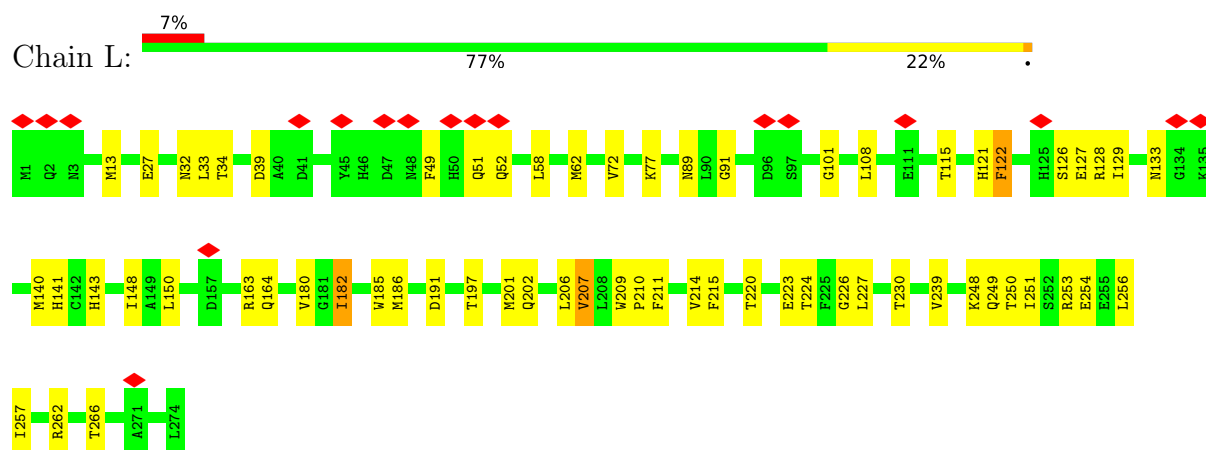 7%
Chain L:
77% 22% •
M1 Q2 N3 M13 E27 N32 L33 T34 D39 A40 D41 Y45 H46 D47 N48 F49 H50 Q51 Q52 L58 M62 V72 K77 N89 L90 G91 D96 S97 G101 L108 E111 T115 H121 F122 H125 S126 E127 R128 I129 N133 G134 K135
M140 H141 C142 H143 I148 A149 L150 D157 R163 Q164 V180 G181 I182 W185 M186 D191 T197 M201 Q202 L206 V207 L208 W209 P210 F211 V214 F215 T220 E223 T224 F225 G226 L227 T230 V239 K248 Q249 T250 I251 S252 R253 E254 E255 L256
I257 R262 T266 A271 L274